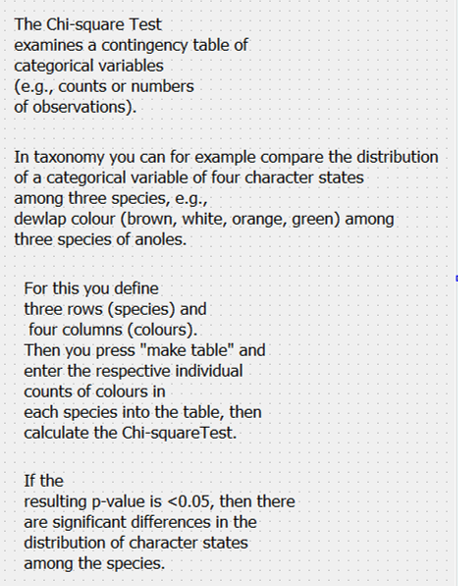 The Chi-square Test
examines a contingency table of
categorical variables
(e.g., counts or numbers
of observations).
In taxonomy you can for example compare the distribution
of a categorical variable of four character states
among three species, e.g.,
dewlap colour (brown, white, orange, green) among
three species of anoles.
For this you define
three rows (species) and
four columns (colours).
Then you press "make table" and
enter the respective individual
counts of colours in
each species into the table, then
calculate the Chi-squareTest.
If the
resulting p-value is <0.05, then there
are significant differences in the
distribution of character states
among the species.